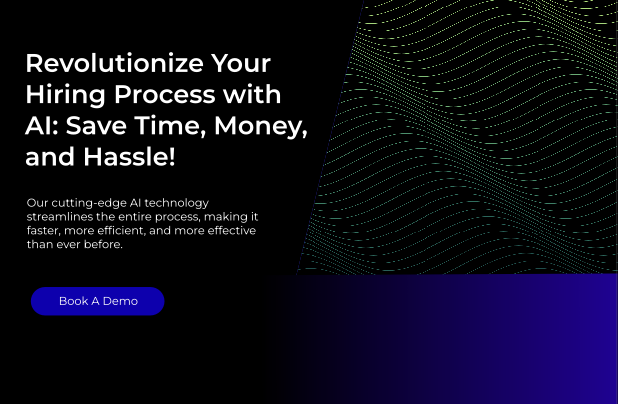 Revolutionize Your
Hiring Process with
AI: Save Time, Money,
and Hassle!
Our cutting-edge AI technology
streamlines the entire process, making it
faster, more efficient, and more effective
than ever before.
Book A Demo